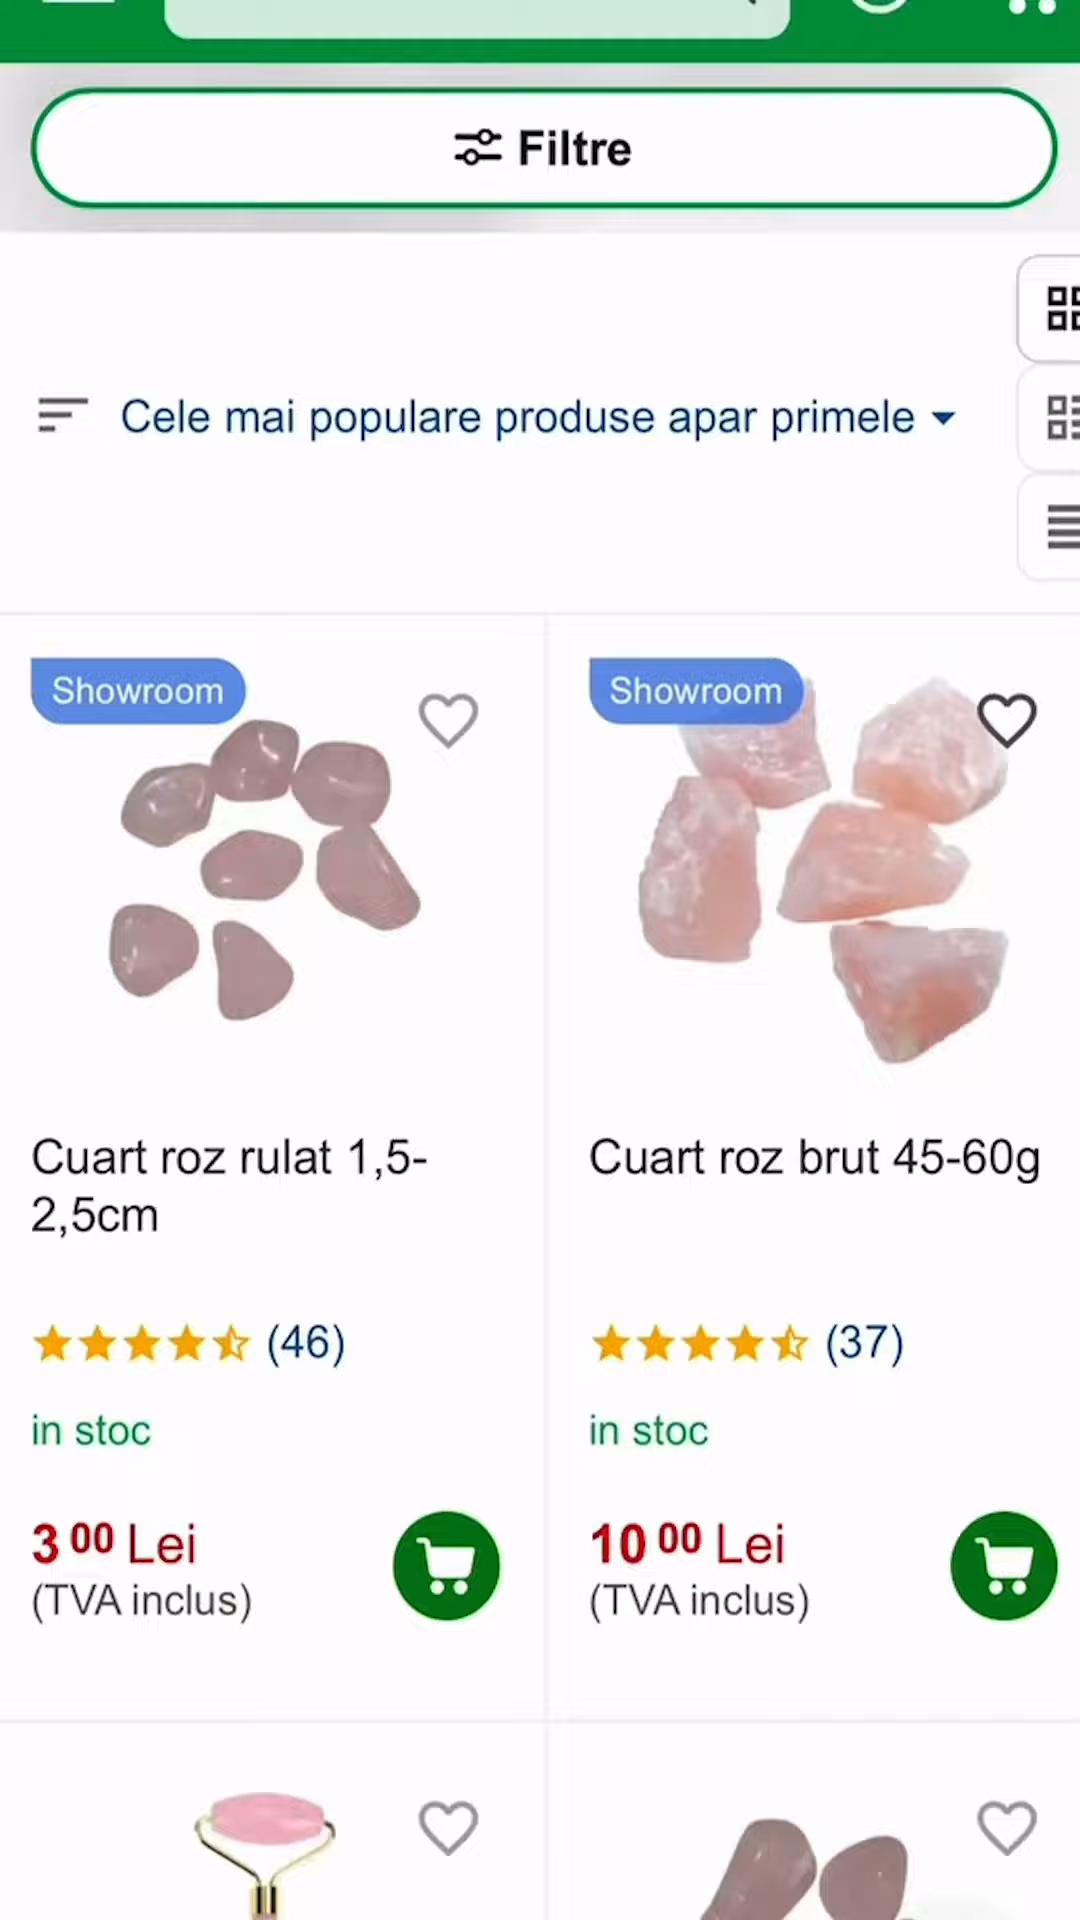 Filtre
Cele mai populare produse apar primele
Showroom
Showroom
Cuart roz rulat 1,5-
2,5cm
Cuart roz brut 45-60g
(46)
(37)
in stoc
in stoc
3 00 Lei
(TVA inclus)
10 00 Lei
(TVA inclus)